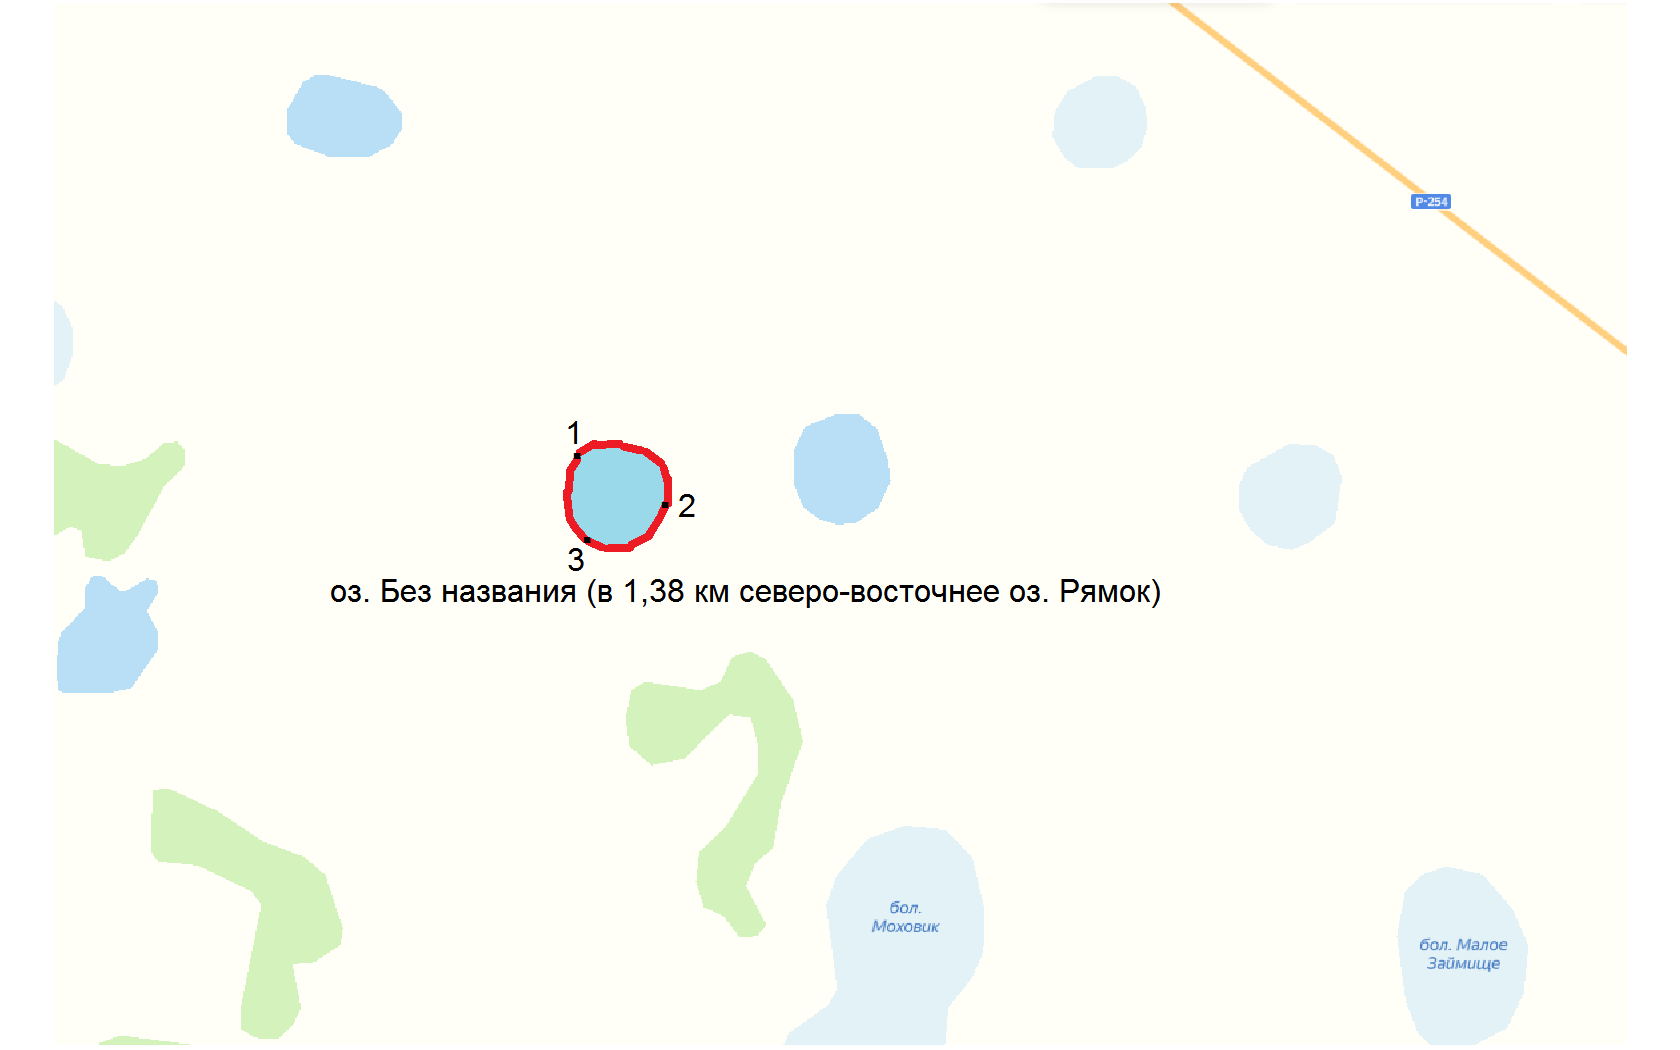 Р-254
1
2
3
оз. Без названия (в 1,38 км северо-восточнее оз. Рямок)
бол.
Моховик
бол. Малое
Займище